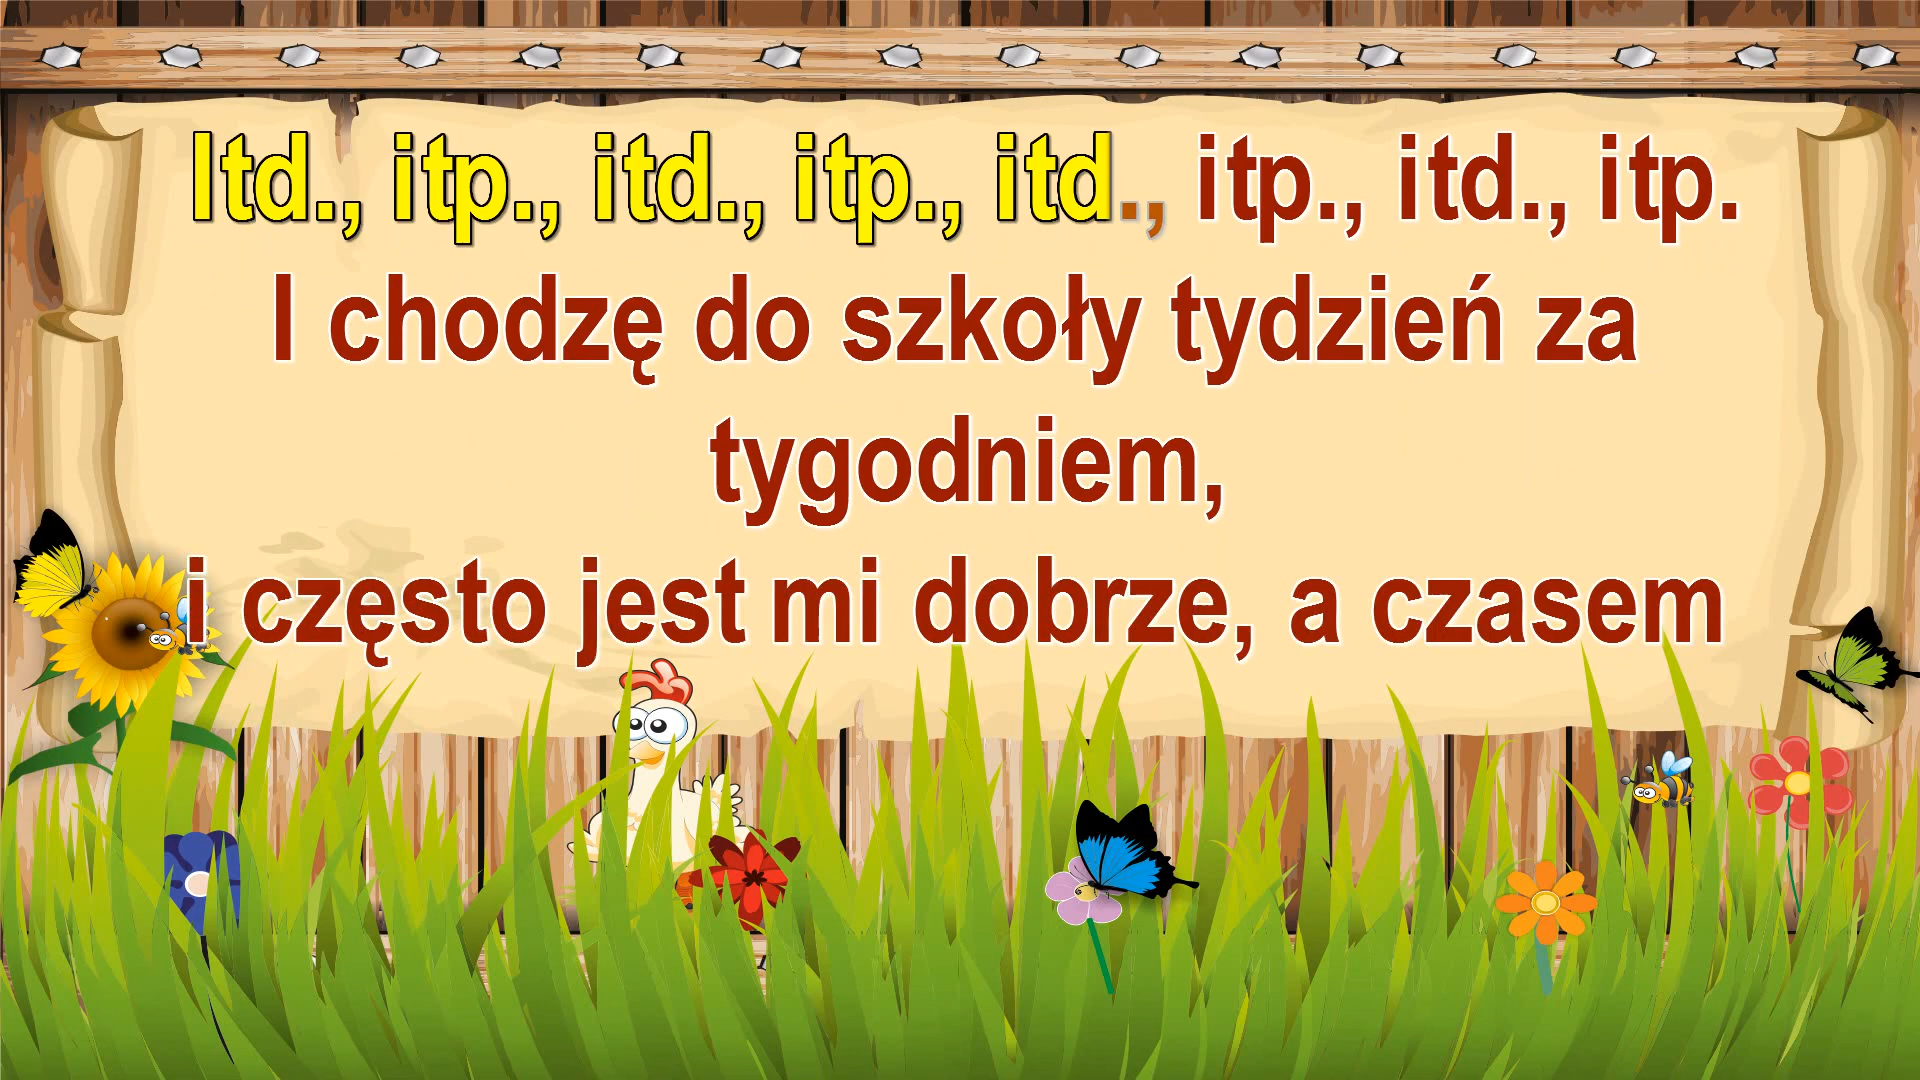 Itd., itp., itd., itp., itd., itp., itd., itp.
I chodzę do szkoły tydzień za
tygodniem,
i często jest mi dobrze, a czasem